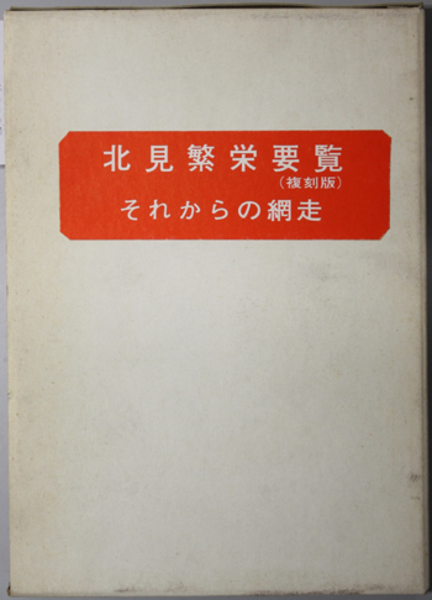 北見繁栄要覧
（複刻版）
それからの網走